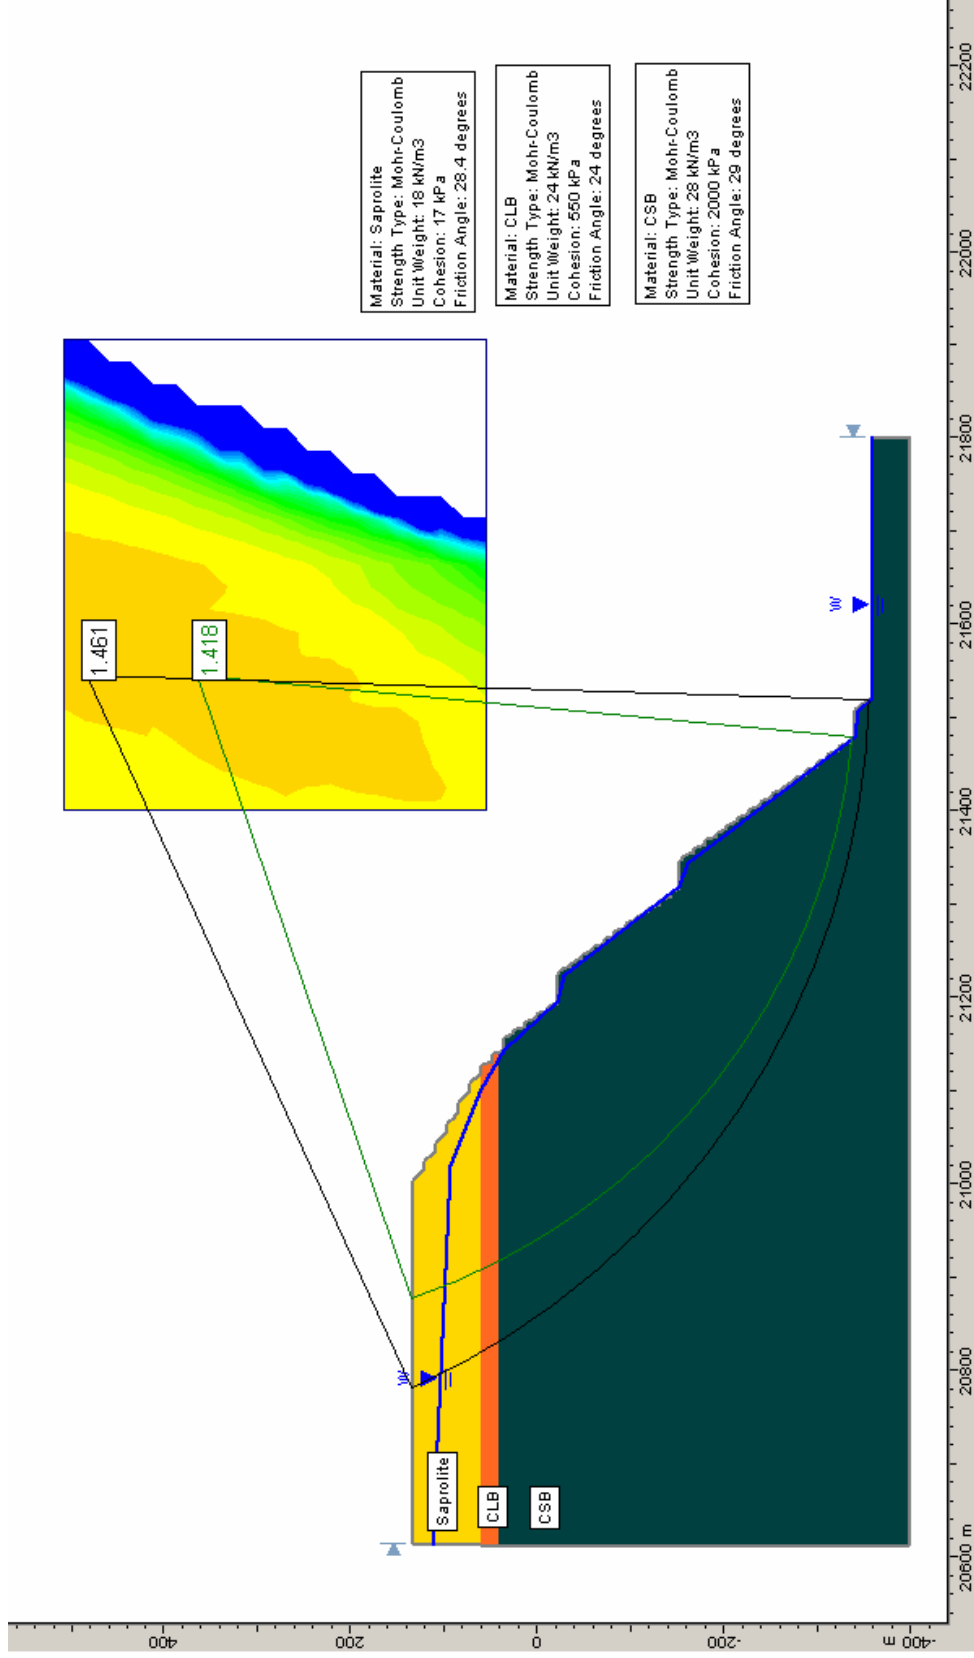 400
200
0
-200
-400 m
1.461
1.418
Material: Saprolite
Strength Type: Mohr-Coulomb
Unit Weight: 18 kN/m3
Cohesion: 17 kPa
Friction Angle: 28.4 degrees
Material: CLB
Strength Type: Mohr-Coulomb
Unit Weight: 24 kN/m3
Cohesion: 550 kPa
Friction Angle: 24 degrees
Material: CSB
Strength Type: Mohr-Coulomb
Unit Weight: 28 kN/m3
Cohesion: 2000 kPa
Friction Angle: 29 degrees
W
W
Saprolite
CLB
CSB
20600 m
20800
21000
21200
21400
21600
21800
22000
22200